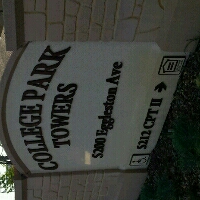 COLLEGE PARK
TOWERS
5200 Eggleston Ave
5212 CPT II